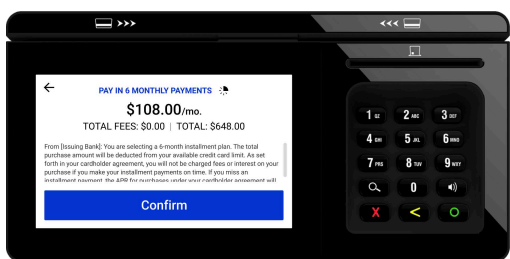 PAY IN 6 MONTHLY PAYMENTS
$108.00/mo.
TOTAL FEES: $0.00 | TOTAL: $648.00
From [Issuing Bank]: You are selecting a 6-month installment plan. The total
purchase amount will be deducted from your available credit card limit. As set
forth in your cardholder agreement, you will not be charged fees or interest on your
purchase if you make your installment payments on time. If you miss an
installment payment, the APR for purchases under your cardholder agreement will
Confirm
1 QZ 2 ABC 3 DEF
4 GHI 5 JKL 6 MNO
7 PRS 8 TUV 9 WXY
0
X < O